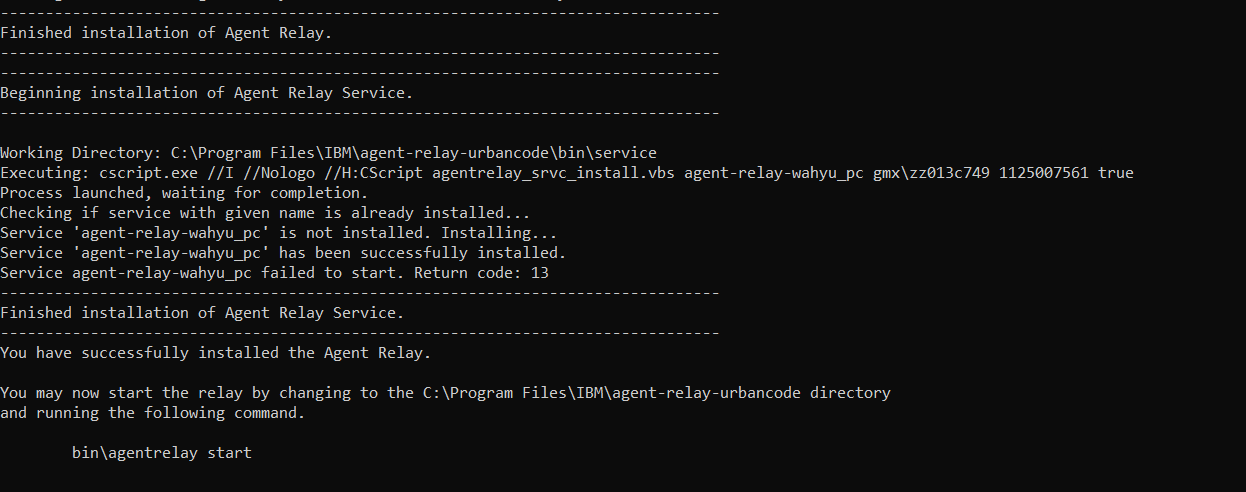 --------------------------------------------------------------------------------
Finished installation of Agent Relay.
--------------------------------------------------------------------------------
--------------------------------------------------------------------------------
Beginning installation of Agent Relay Service.
--------------------------------------------------------------------------------
Working Directory: C:\Program Files\IBM\agent-relay-urbancode\bin\service
Executing: cscript.exe //I //Nologo //H:CScript agentrelay_srvc_install.vbs agent-relay-wahyu_pc gmx\zz013c749 1125007561 true
Process launched, waiting for completion.
Checking if service with given name is already installed...
Service 'agent-relay-wahyu_pc' is not installed. Installing...
Service 'agent-relay-wahyu_pc' has been successfully installed.
Service agent-relay-wahyu_pc failed to start. Return code: 13
--------------------------------------------------------------------------------
Finished installation of Agent Relay Service.
--------------------------------------------------------------------------------
You have successfully installed the Agent Relay.
You may now start the relay by changing to the C:\Program Files\IBM\agent-relay-urbancode directory
and running the following command.
bin\agentrelay start